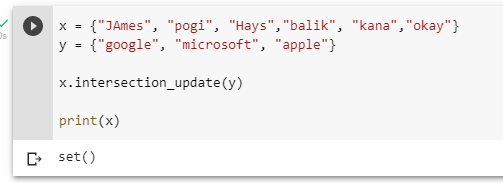 x = {"JAmes", "pogi", "Hays","balik", "kana","okay"}
y = {"google", "microsoft", "apple"}
x.intersection_update(y)
print(x)
set()